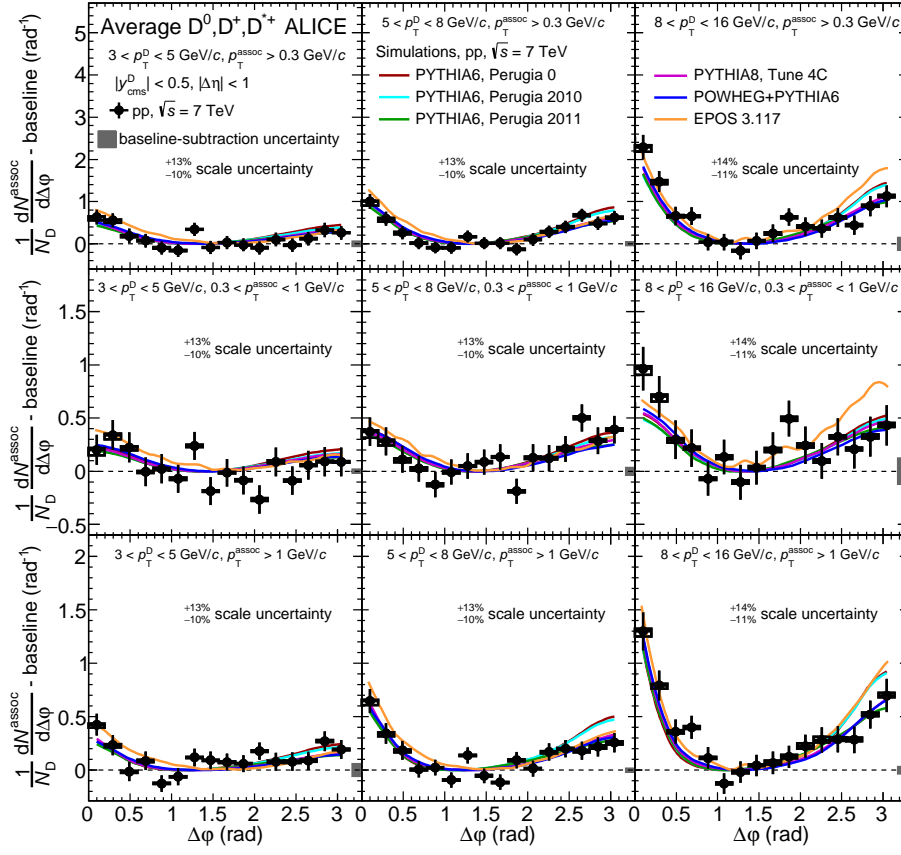 Average D⁰,D⁺,D*⁺ ALICE
3 < p_T^D < 5 GeV/c, p_T^assoc > 0.3 GeV/c
|y_cms^D| < 0.5, |Δη| < 1
pp, √s = 7 TeV
baseline-subtraction uncertainty
+13%
−10% scale uncertainty
5 < p_T^D < 8 GeV/c, p_T^assoc > 0.3 GeV/c
Simulations, pp, √s = 7 TeV
PYTHIA6, Perugia 0
PYTHIA6, Perugia 2010
PYTHIA6, Perugia 2011
+13%
−10% scale uncertainty
8 < p_T^D < 16 GeV/c, p_T^assoc > 0.3 GeV/c
PYTHIA8, Tune 4C
POWHEG+PYTHIA6
EPOS 3.117
+14%
−11% scale uncertainty
1/N_D dN^assoc/dΔφ - baseline (rad⁻¹)
5
4
3
2
1
0
3 < p_T^D < 5 GeV/c, 0.3 < p_T^assoc < 1 GeV/c
+13%
−10% scale uncertainty
5 < p_T^D < 8 GeV/c, 0.3 < p_T^assoc < 1 GeV/c
+13%
−10% scale uncertainty
8 < p_T^D < 16 GeV/c, 0.3 < p_T^assoc < 1 GeV/c
+14%
−11% scale uncertainty
1/N_D dN^assoc/dΔφ - baseline (rad⁻¹)
1.5
1
0.5
0
−0.5
3 < p_T^D < 5 GeV/c, p_T^assoc > 1 GeV/c
+13%
−10% scale uncertainty
5 < p_T^D < 8 GeV/c, p_T^assoc > 1 GeV/c
+13%
−10% scale uncertainty
8 < p_T^D < 16 GeV/c, p_T^assoc > 1 GeV/c
+14%
−11% scale uncertainty
1/N_D dN^assoc/dΔφ - baseline (rad⁻¹)
2
1.5
1
0.5
0
0 0.5 1 1.5 2 2.5 3
0 0.5 1 1.5 2 2.5 3
0 0.5 1 1.5 2 2.5 3
Δφ (rad)
Δφ (rad)
Δφ (rad)